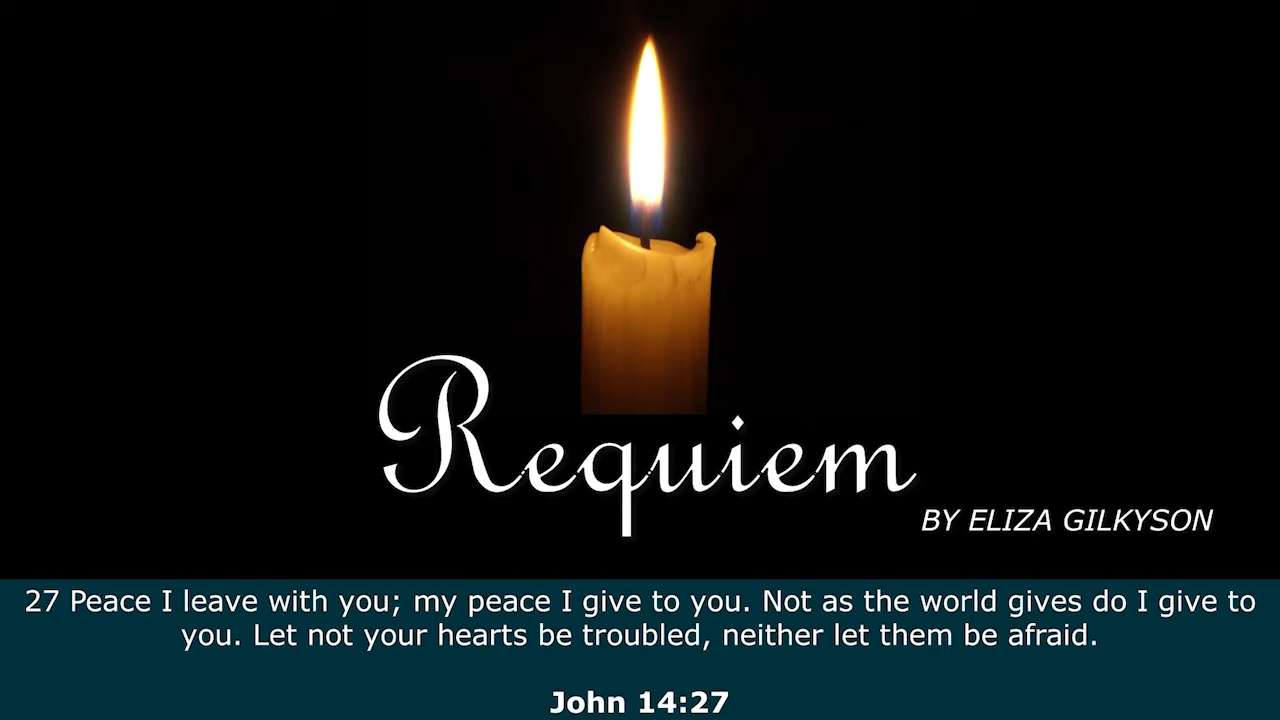 Requiem
BY ELIZA GILKYSON
27 Peace I leave with you; my peace I give to you. Not as the world gives do I give to
you. Let not your hearts be troubled, neither let them be afraid.
John 14:27